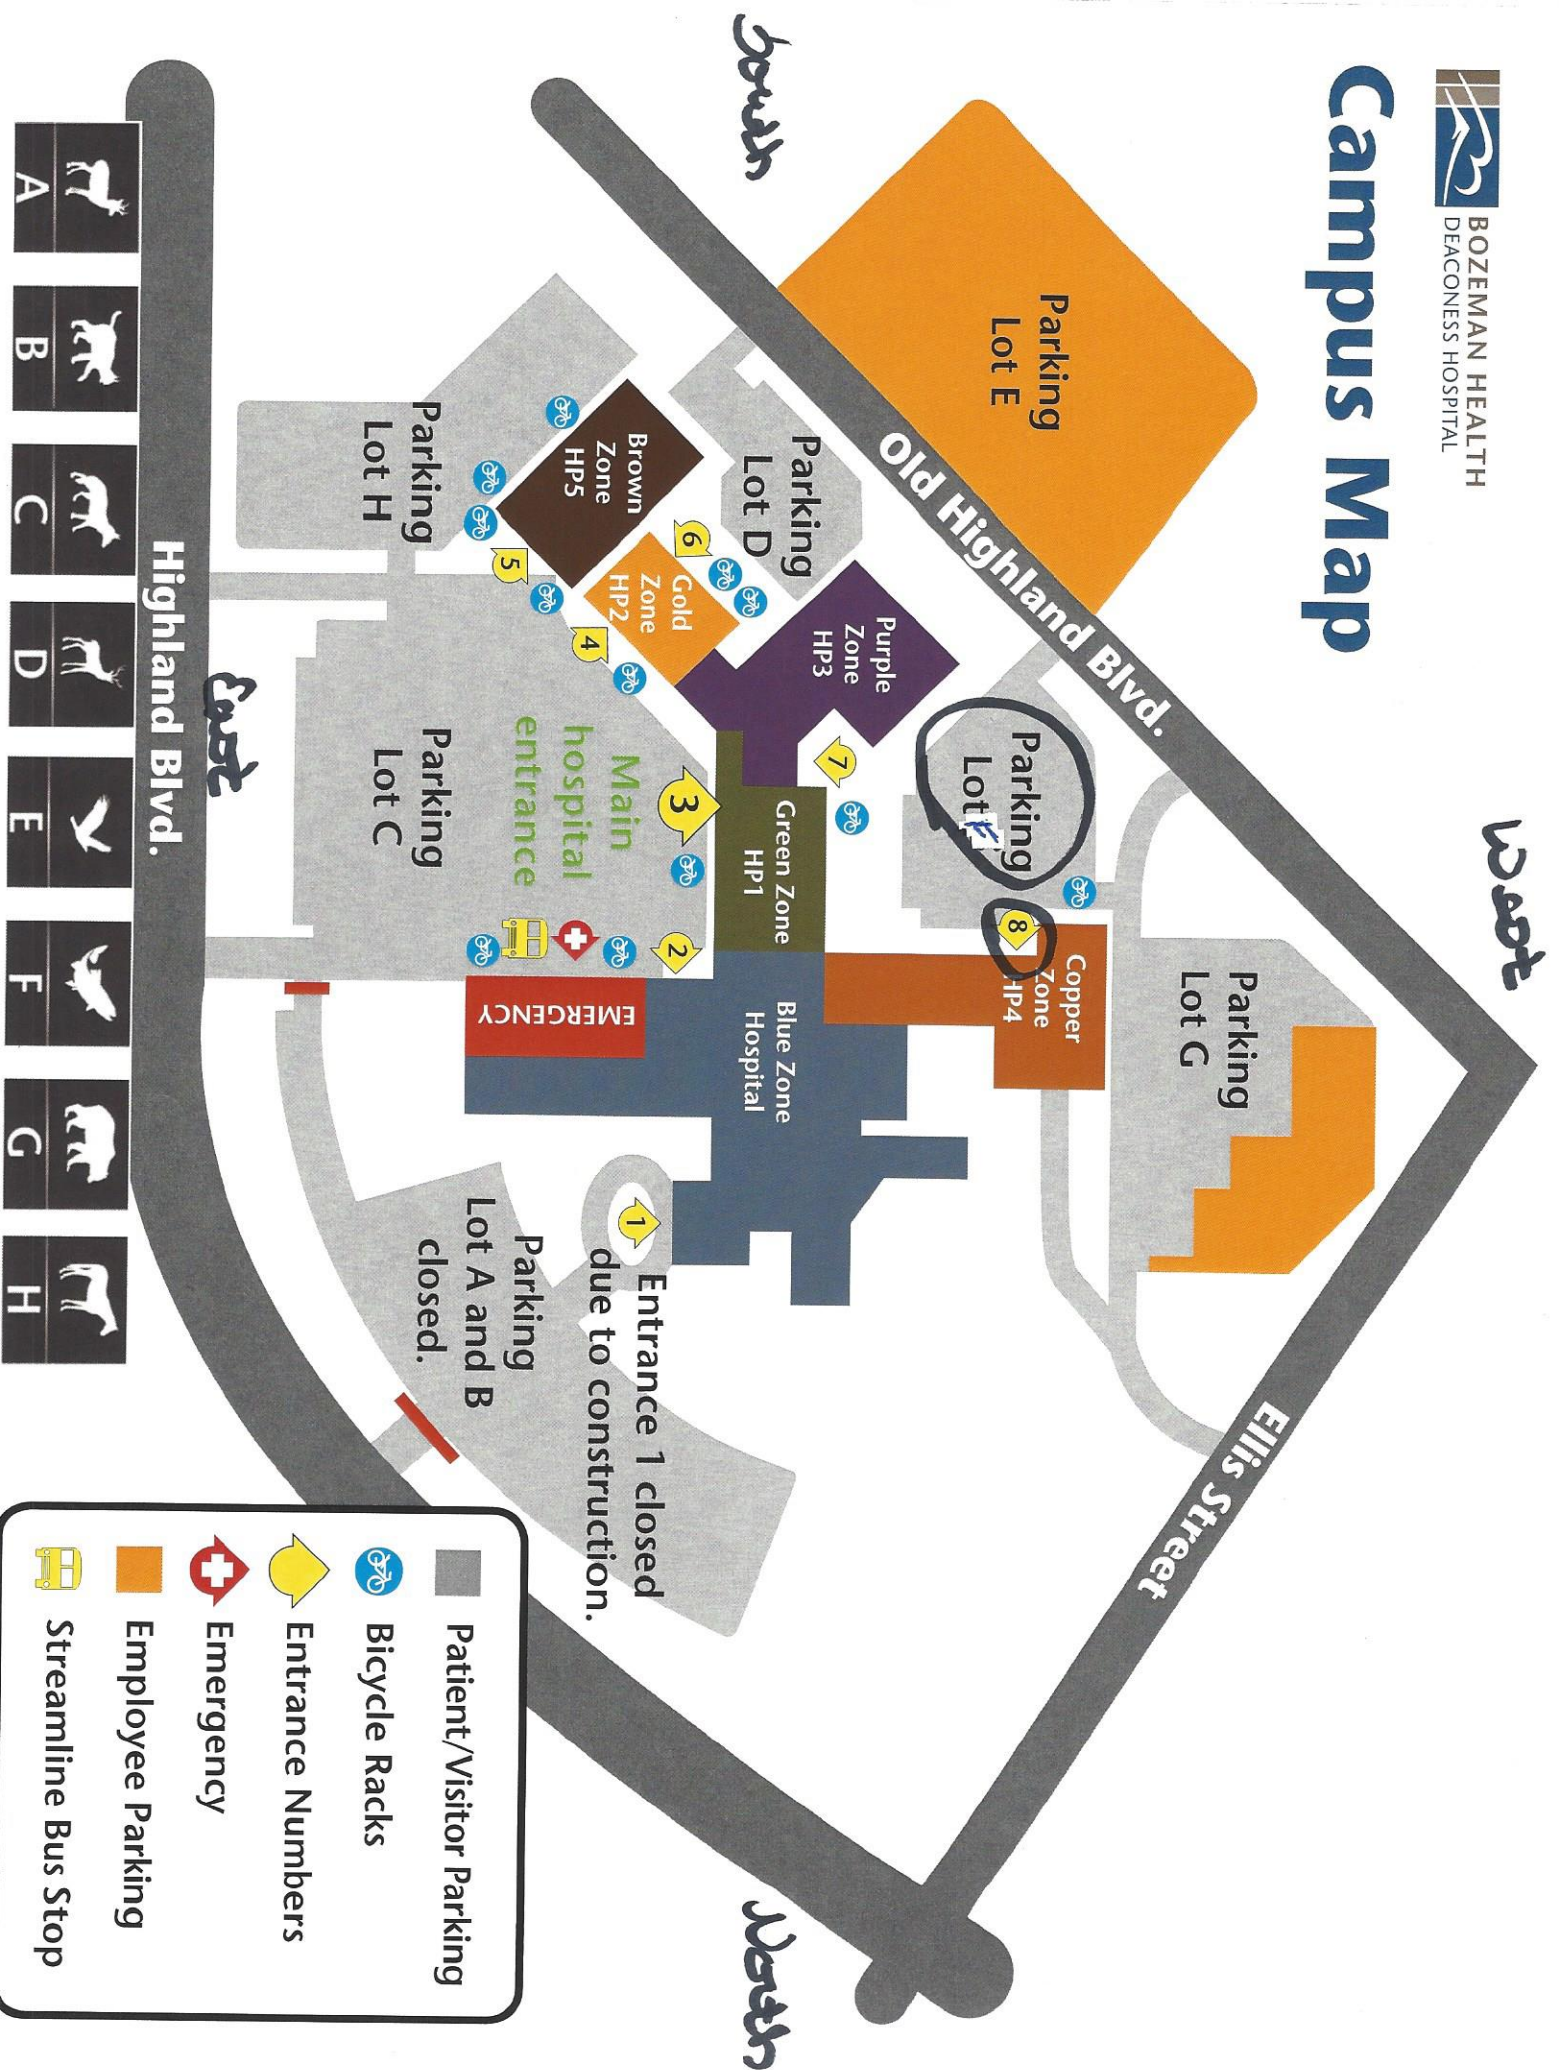 BOZEMAN HEALTH
DEACONESS HOSPITAL
Campus Map
West
South
Parking
Lot E
Old Highland Blvd.
Parking
Lot F
Parking
Lot G
Ellis Street
Parking
Lot D
Purple
Zone
HP3
7
8
Copper
Zone
HP4
Brown
Zone
HP5
6
Gold
Zone
HP2
Green Zone
HP1
Blue Zone
Hospital
5
4
3
2
1
Main
hospital
entrance
EMERGENCY
Entrance 1 closed
due to construction.
North
Parking
Lot H
Parking
Lot C
Parking
Lot A and B
closed.
East
Highland Blvd.
A
B
C
D
E
F
G
H
Patient/Visitor Parking
Bicycle Racks
Entrance Numbers
Emergency
Employee Parking
Streamline Bus Stop